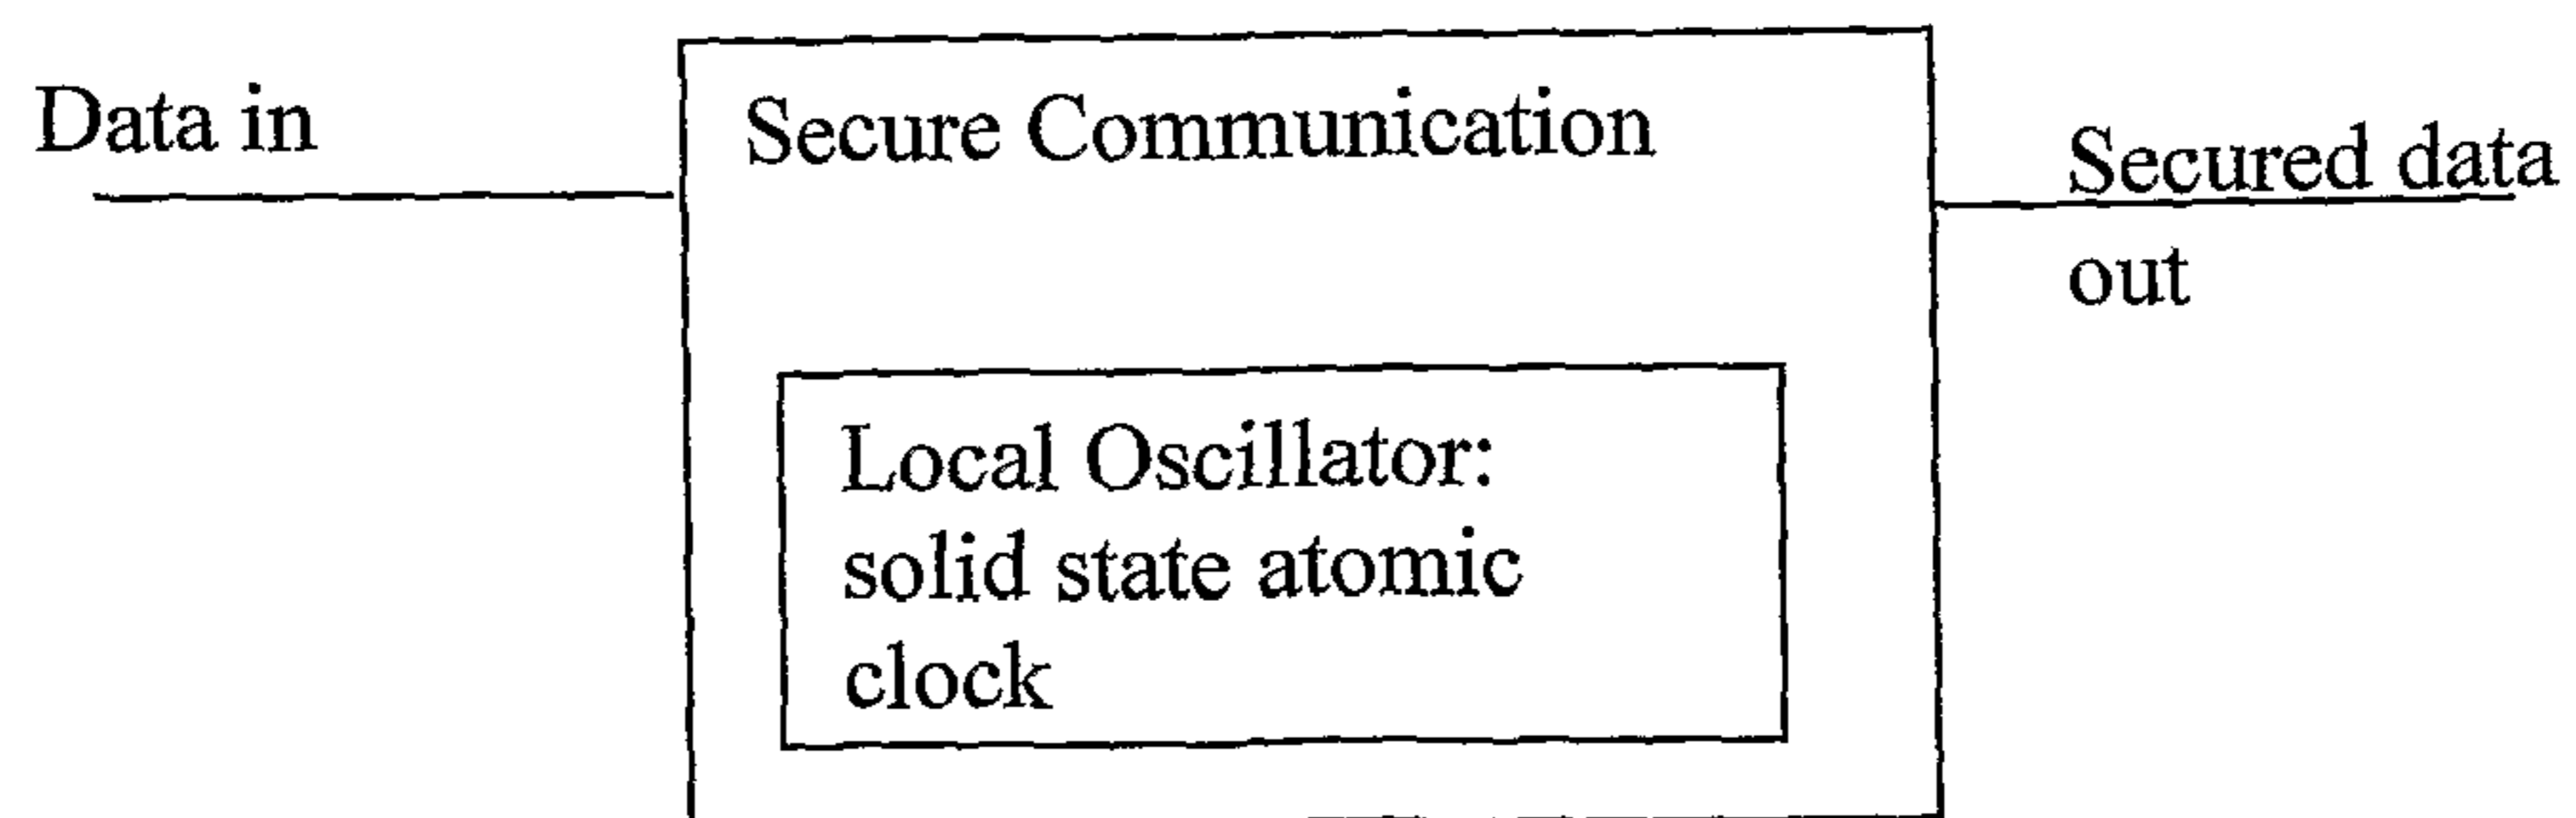 Data in
Secure Communication
Secured data
out
Local Oscillator:
solid state atomic
clock